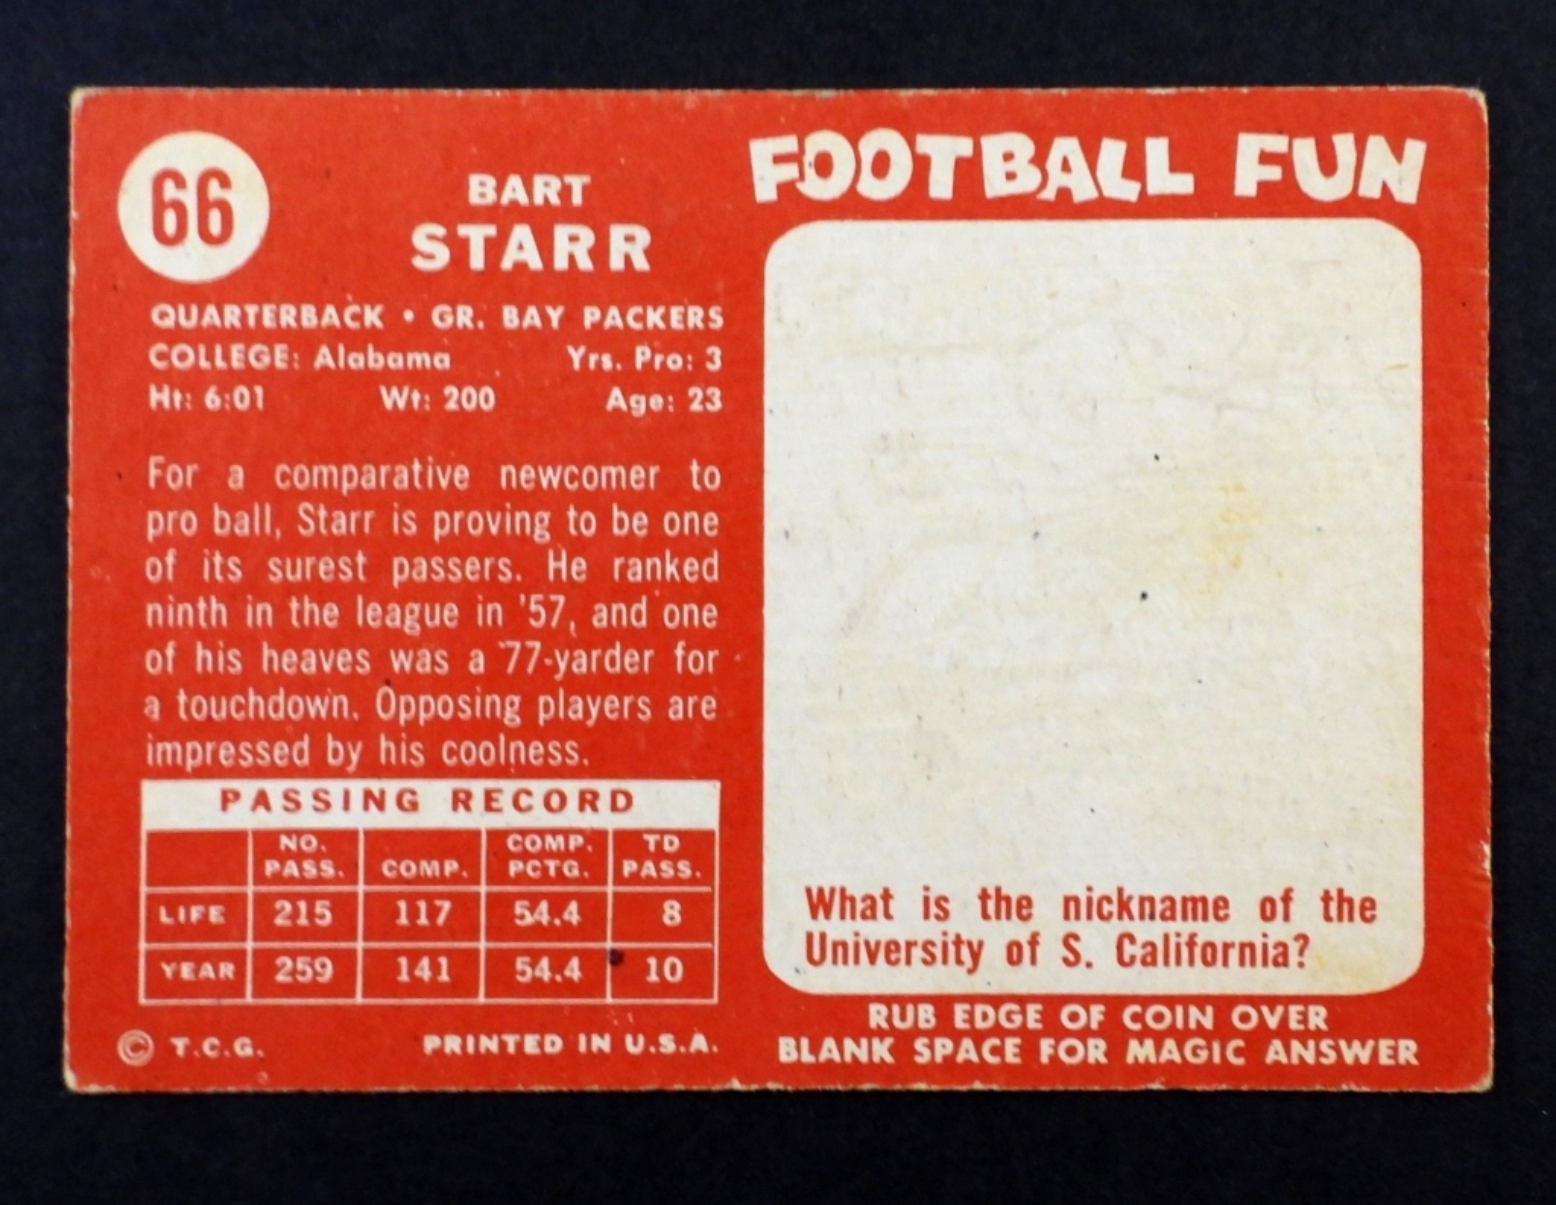 66
BART
STARR
QUARTERBACK • GR. BAY PACKERS
COLLEGE: Alabama Yrs. Pro: 3
Ht: 6:01 Wt: 200 Age: 23
For a comparative newcomer to
pro ball, Starr is proving to be one
of its surest passers. He ranked
ninth in the league in '57, and one
of his heaves was a 77-yarder for
a touchdown. Opposing players are
impressed by his coolness.
PASSING RECORD
NO. PASS. COMP. COMP. PCTG. TD PASS.
LIFE 215 117 54.4 8
YEAR 259 141 54.4 10
© T.C.G. PRINTED IN U.S.A.
FOOTBALL FUN
What is the nickname of the
University of S. California?
RUB EDGE OF COIN OVER
BLANK SPACE FOR MAGIC ANSWER